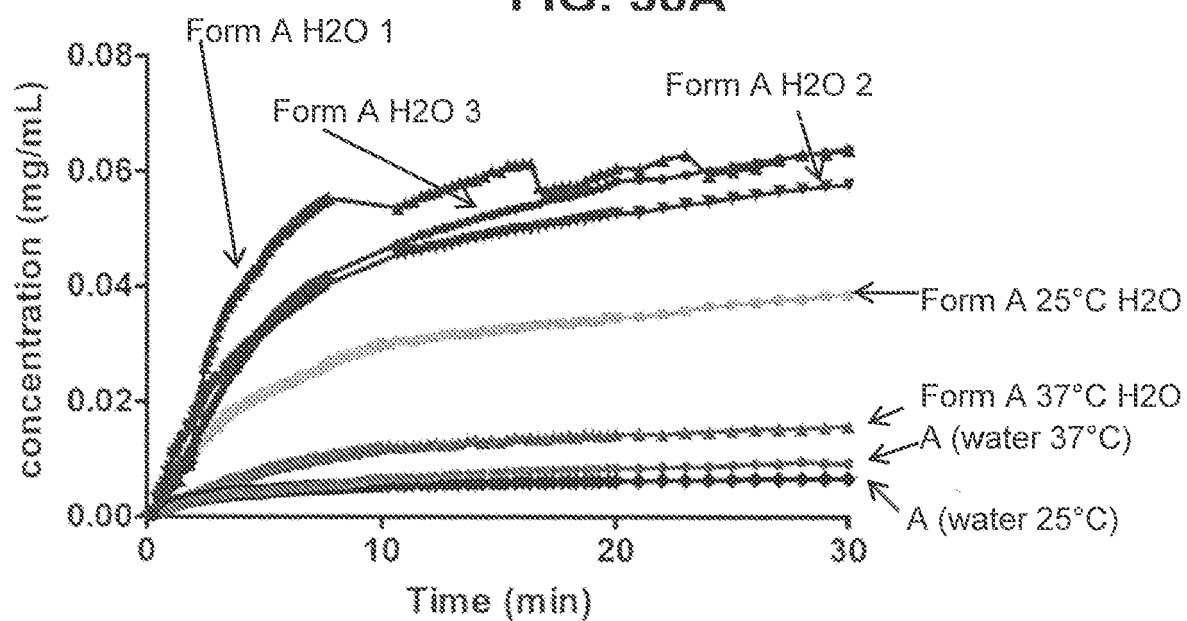 Form A H2O 1
0.08
Form A H2O 3
Form A H2O 2
0.06
0.04
Form A 25°C H2O
0.02
Form A 37°C H2O
A (water 37°C)
0.00
A (water 25°C)
0 10 20 30
Time (min)
concentration (mg/mL)